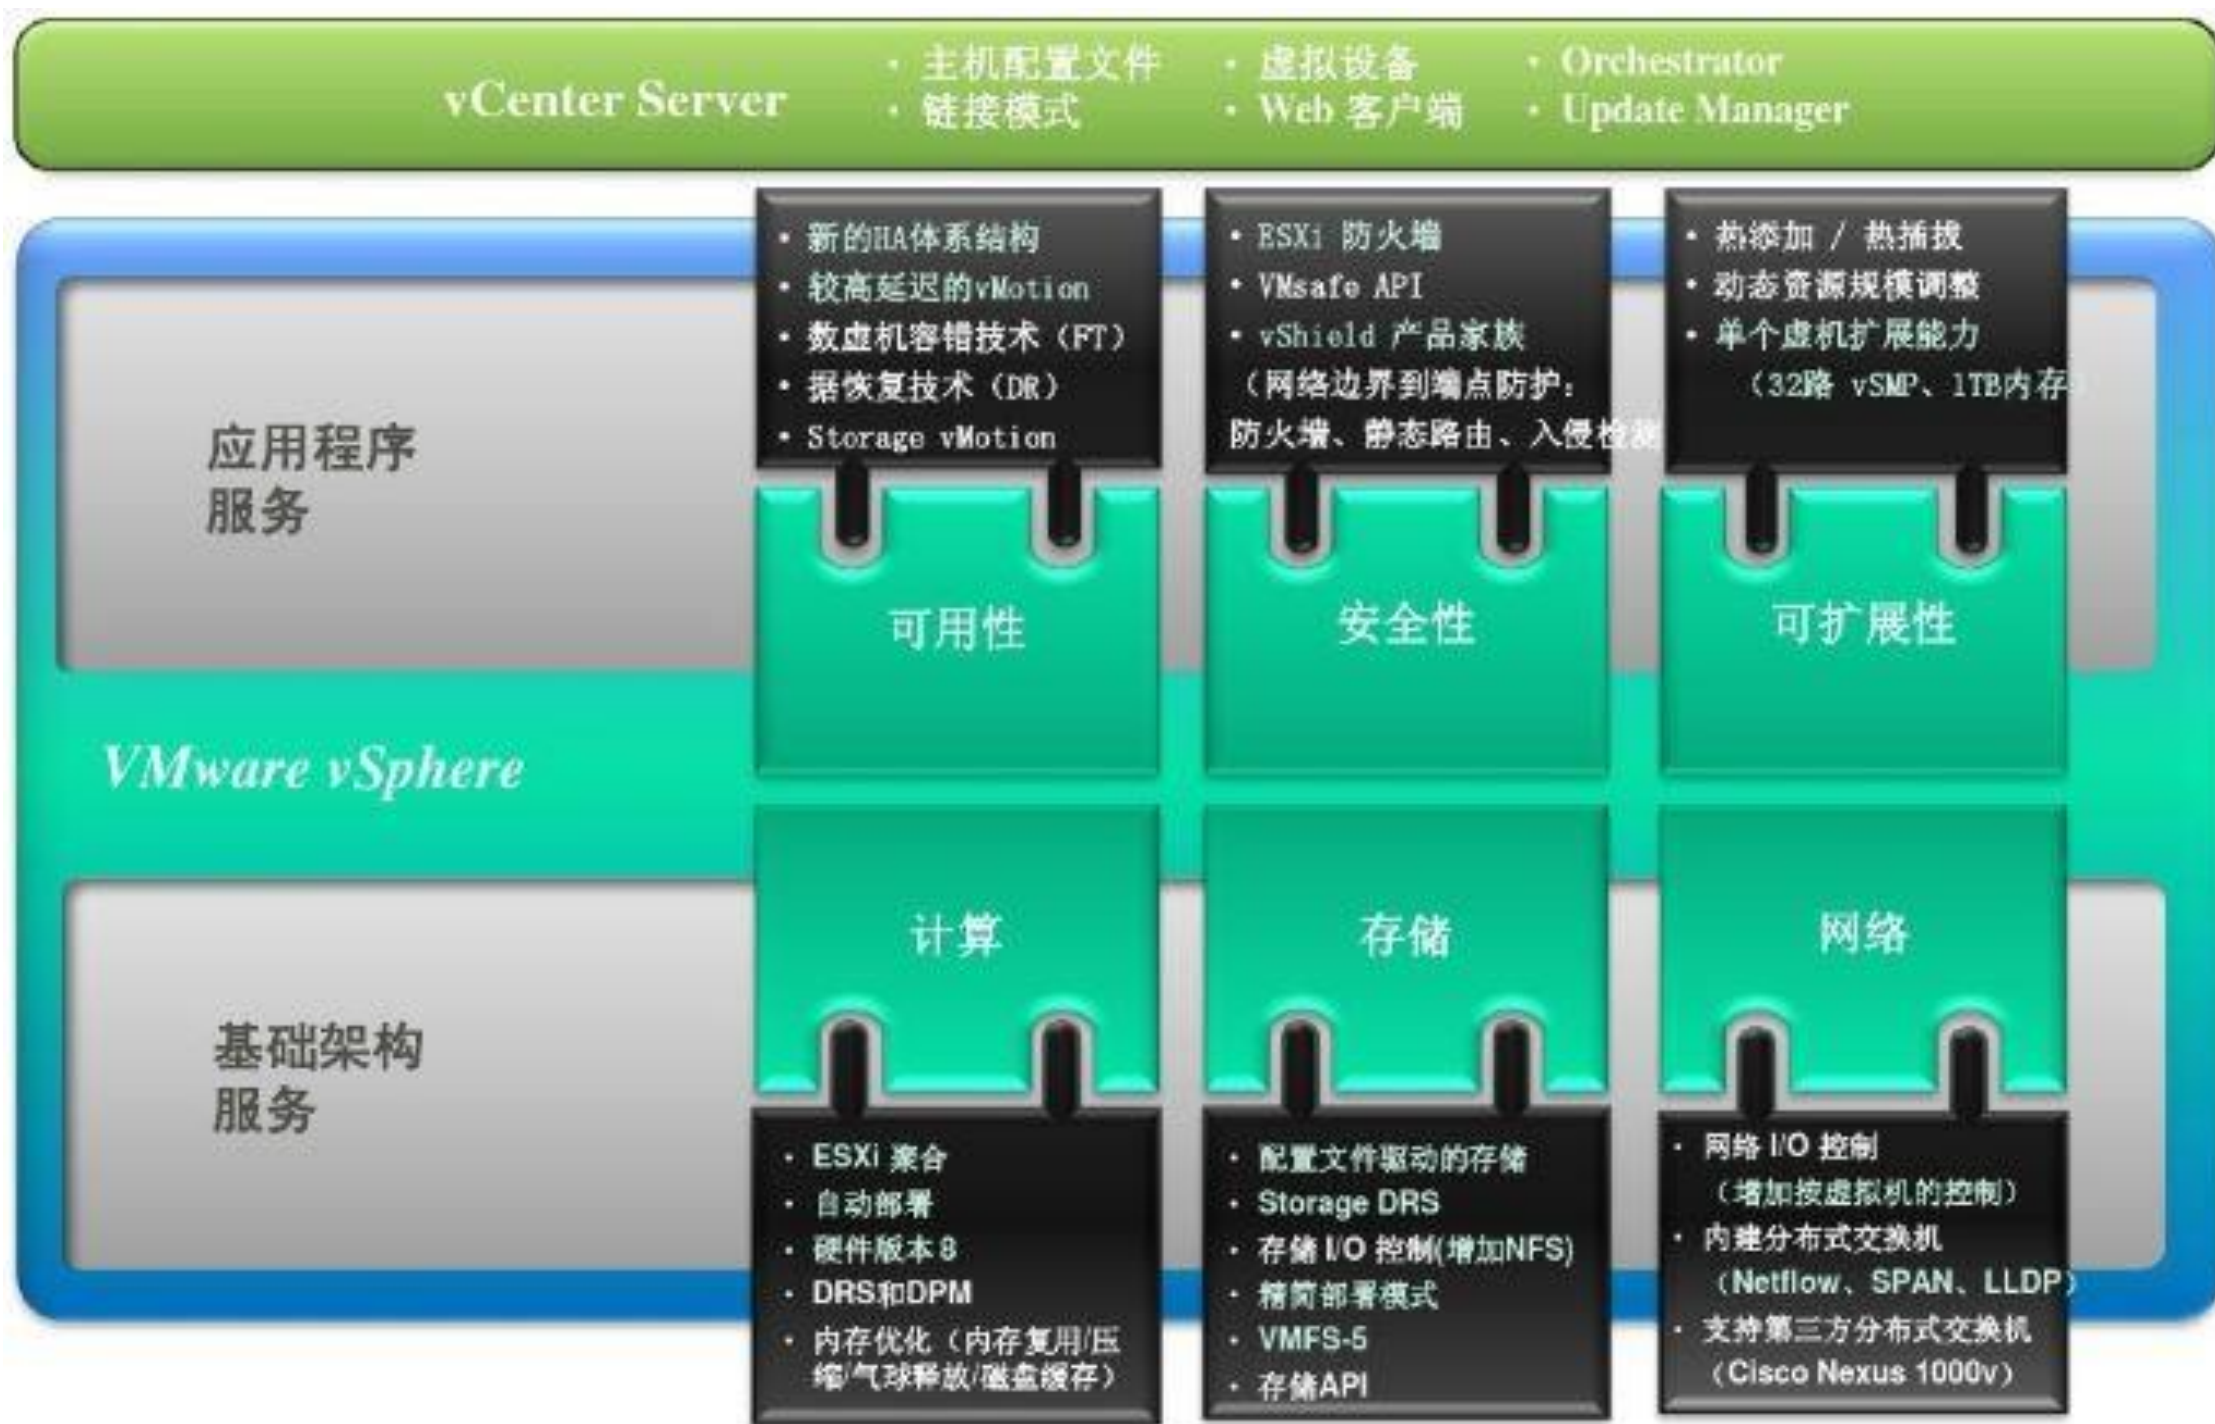 vCenter Server
· 主机配置文件
· 链接模式
· 虚拟设备
· Web 客户端
· Orchestrator
· Update Manager
• 新的HA体系结构
• 较高延迟的vMotion
• 数虚机容错技术（FT）
• 据恢复技术（DR）
• Storage vMotion
• ESXi 防火墙
• VMsafe API
• vShield 产品家族
（网络边界到端点防护：
防火墙、静态路由、入侵检测
• 热添加 / 热插拔
• 动态资源规模调整
• 单个虚机扩展能力
（32路 vSMP、1TB内存）
应用程序
服务
可用性
安全性
可扩展性
VMware vSphere
计算
存储
网络
基础架构
服务
· ESXi 聚合
· 自动部署
· 硬件版本 8
· DRS和DPM
· 内存优化（内存复用/压
缩/气球释放/磁盘缓存）
· 配置文件驱动的存储
· Storage DRS
· 存储 I/O 控制(增加NFS)
· 精简部署模式
· VMFS-5
· 存储API
· 网络 I/O 控制
（增加按虚拟机的控制）
· 内建分布式交换机
（Netflow、SPAN、LLDP）
· 支持第三方分布式交换机
（Cisco Nexus 1000v）